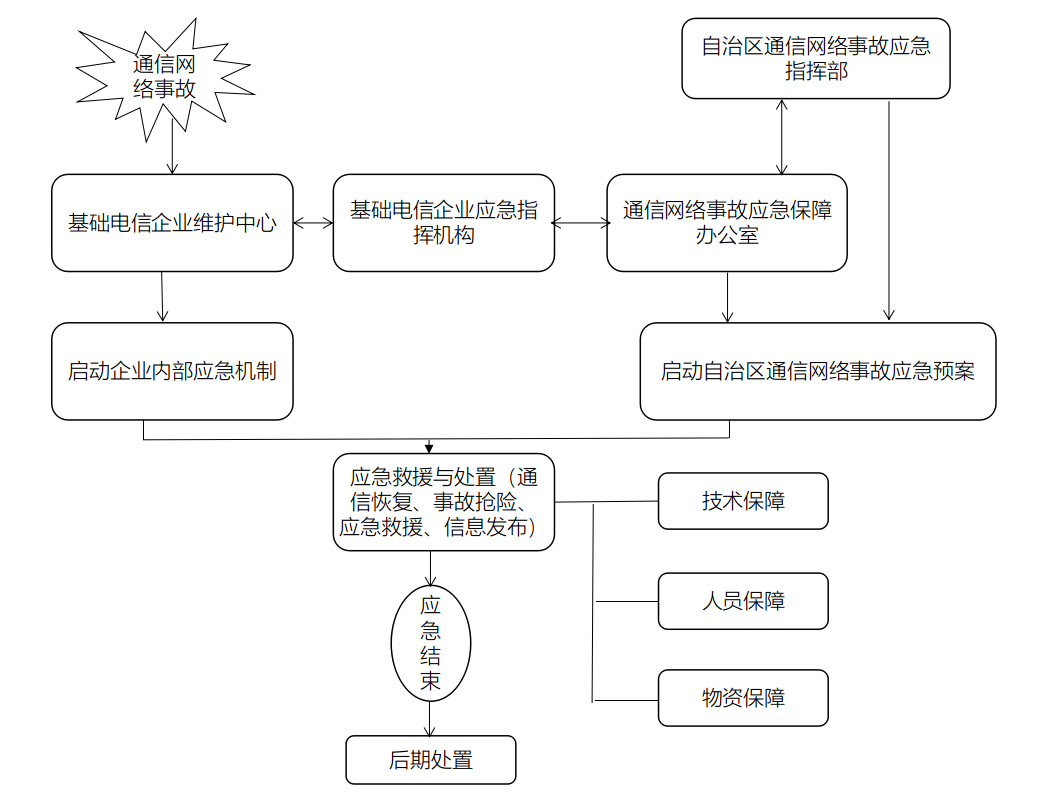 通信网
络事故
自治区通信网络事故应急
指挥部
基础电信企业维护中心
基础电信企业应急指
挥机构
通信网络事故应急保障
办公室
启动企业内部应急机制
启动自治区通信网络事故应急预案
应急救援与处置（通
信恢复、事故抢险、
应急救援、信息发布）
技术保障
人员保障
物资保障
应
急
结
束
后期处置